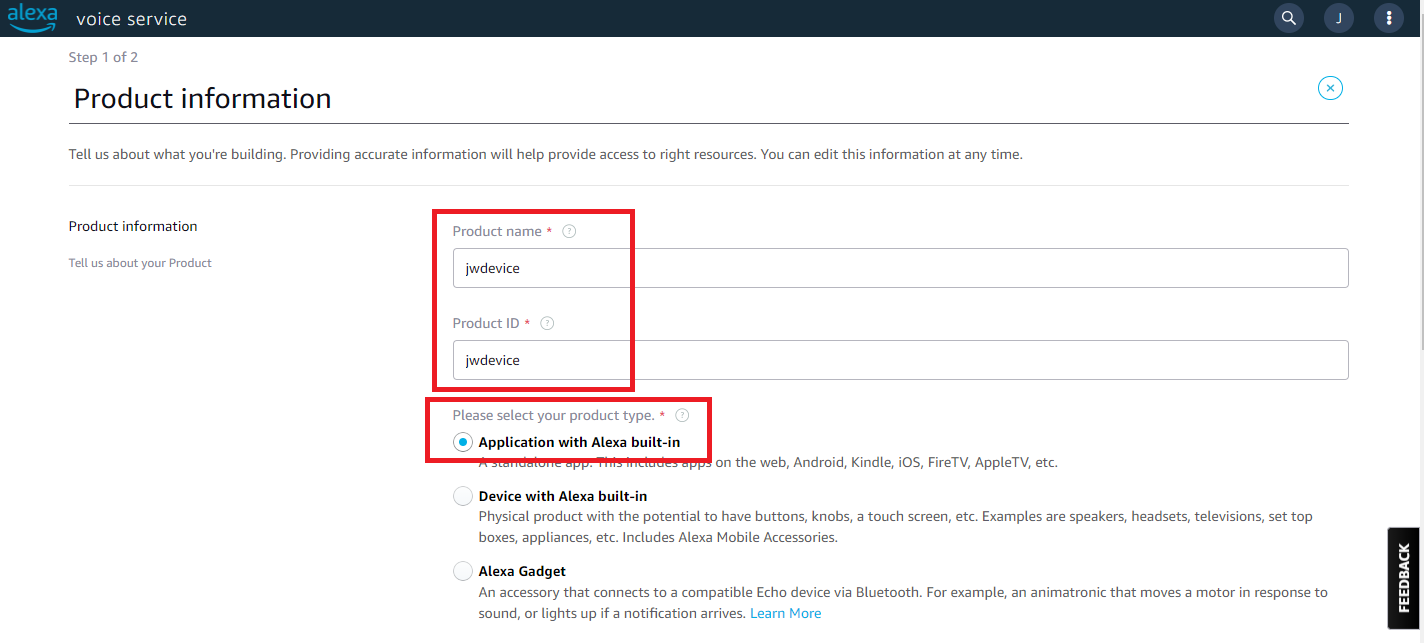 alexa voice service
J
Step 1 of 2
Product information
Tell us about what you're building. Providing accurate information will help provide access to right resources. You can edit this information at any time.
Product information
Tell us about your Product
Product name * ?
jwdevice
Product ID * ?
jwdevice
Please select your product type. * ?
Application with Alexa built-in
A standalone app. This includes apps on the web, Android, Kindle, iOS, FireTV, AppleTV, etc.
Device with Alexa built-in
Physical product with the potential to have buttons, knobs, a touch screen, etc. Examples are speakers, headsets, televisions, set top
boxes, appliances, etc. Includes Alexa Mobile Accessories.
Alexa Gadget
An accessory that connects to a compatible Echo device via Bluetooth. For example, an animatronic that moves a motor in response to
sound, or lights up if a notification arrives. Learn More
FEEDBACK